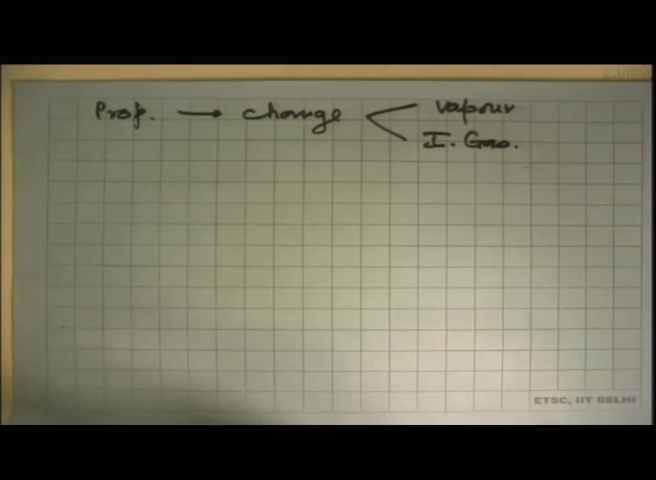 Prop. → change < vapour
I. Gas.
ETSC, IIT DELHI